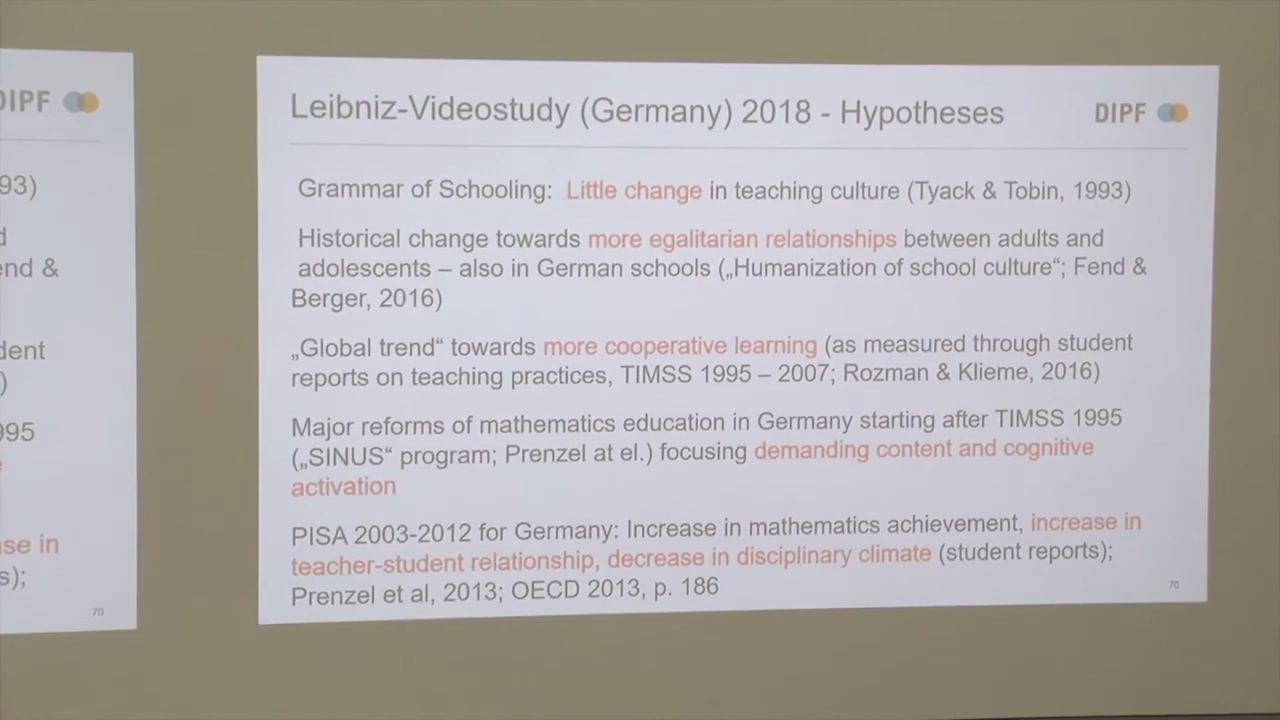 DIPF
93)
end &
dent
)
995
se in
s);
70
Leibniz-Videostudy (Germany) 2018 - Hypotheses
DIPF
Grammar of Schooling: Little change in teaching culture (Tyack & Tobin, 1993)
Historical change towards more egalitarian relationships between adults and
adolescents – also in German schools („Humanization of school culture“; Fend &
Berger, 2016)
„Global trend“ towards more cooperative learning (as measured through student
reports on teaching practices, TIMSS 1995 – 2007; Rozman & Klieme, 2016)
Major reforms of mathematics education in Germany starting after TIMSS 1995
(„SINUS“ program; Prenzel at el.) focusing demanding content and cognitive
activation
PISA 2003-2012 for Germany: Increase in mathematics achievement, increase in
teacher-student relationship, decrease in disciplinary climate (student reports);
Prenzel et al, 2013; OECD 2013, p. 186
70